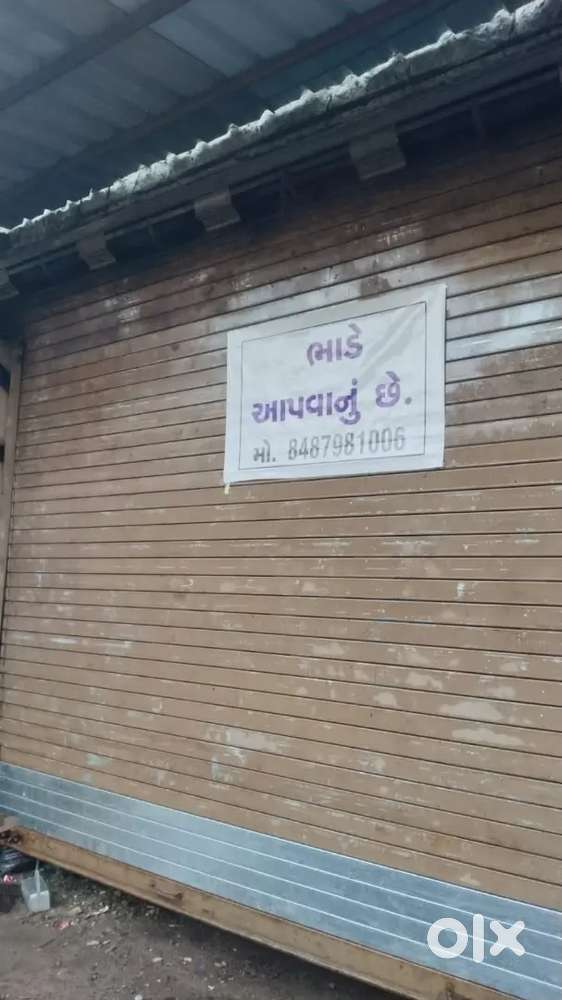 ભાડે
આપવાનું છે.
મો. 8487981006
olx